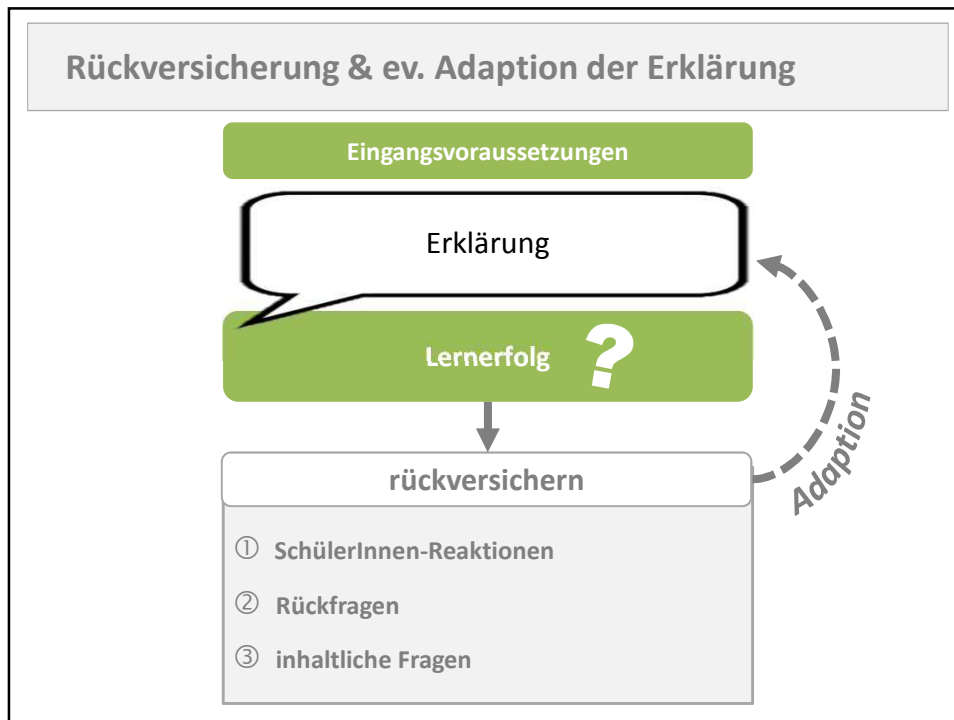 Rückversicherung & ev. Adaption der Erklärung
Eingangsvoraussetzungen
Erklärung
Lernerfolg ?
rückversichern
Adaption
① SchülerInnen-Reaktionen
② Rückfragen
③ inhaltliche Fragen